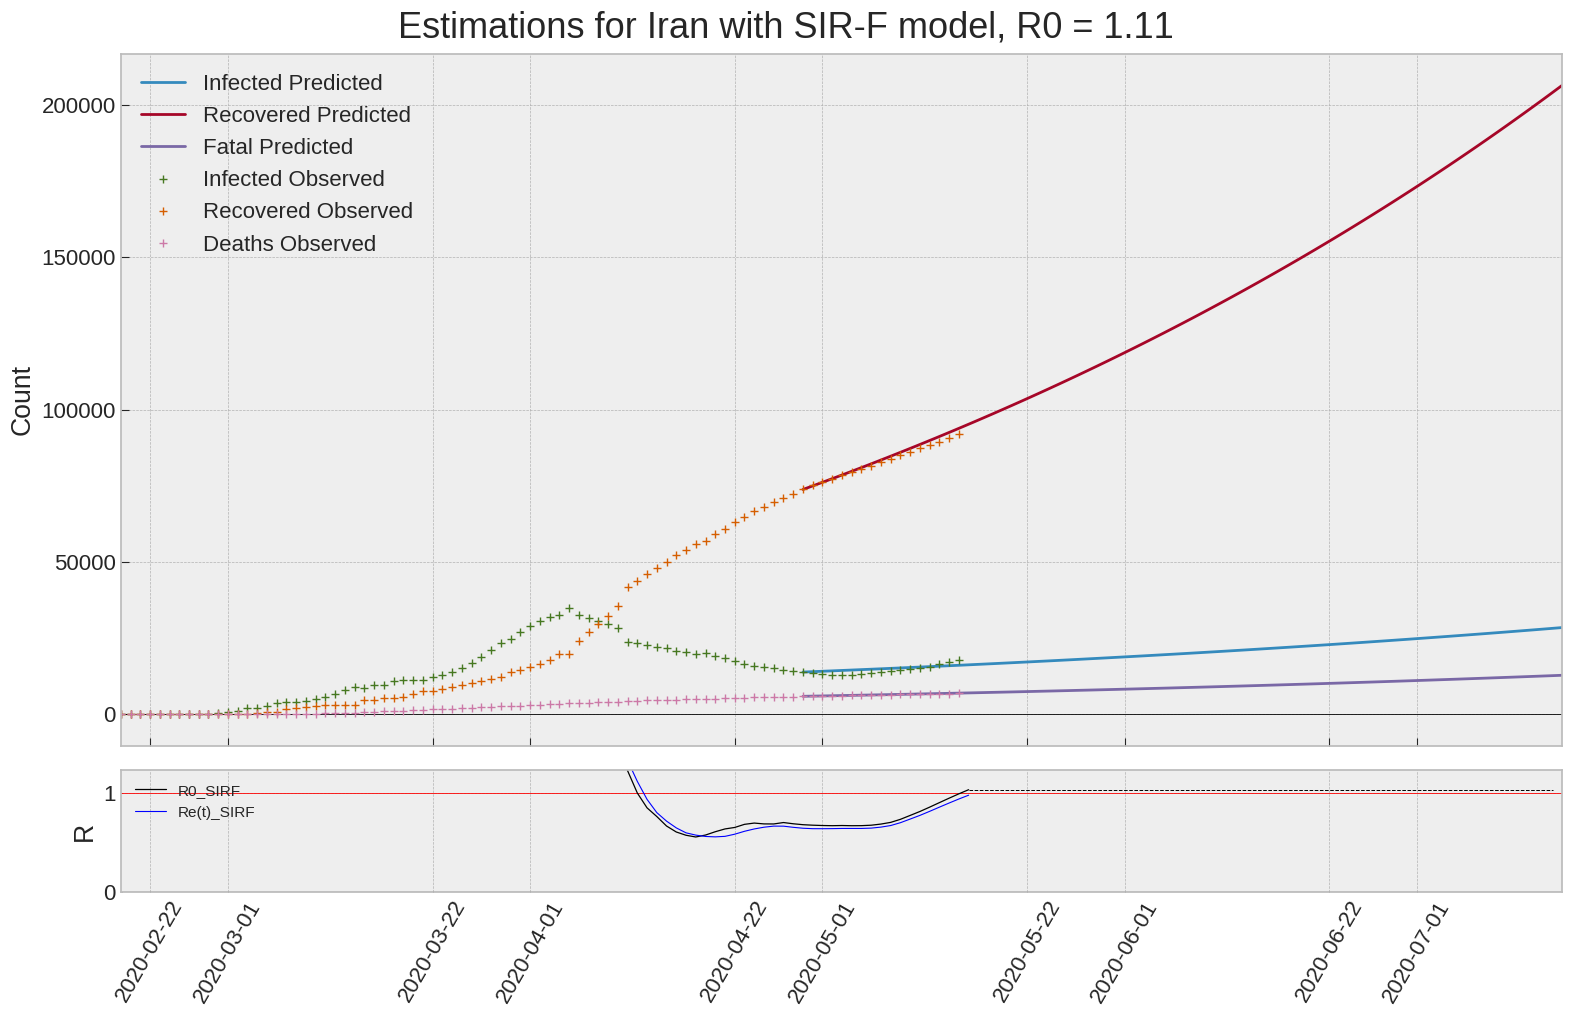 Estimations for Iran with SIR-F model, R0 = 1.11
Infected Predicted
Recovered Predicted
Fatal Predicted
Infected Observed
Recovered Observed
Deaths Observed
200000
150000
100000
50000
0
Count
R0_SIRF
Re(t)_SIRF
1
0
R
2020-02-22
2020-03-01
2020-03-22
2020-04-01
2020-04-22
2020-05-01
2020-05-22
2020-06-01
2020-06-22
2020-07-01